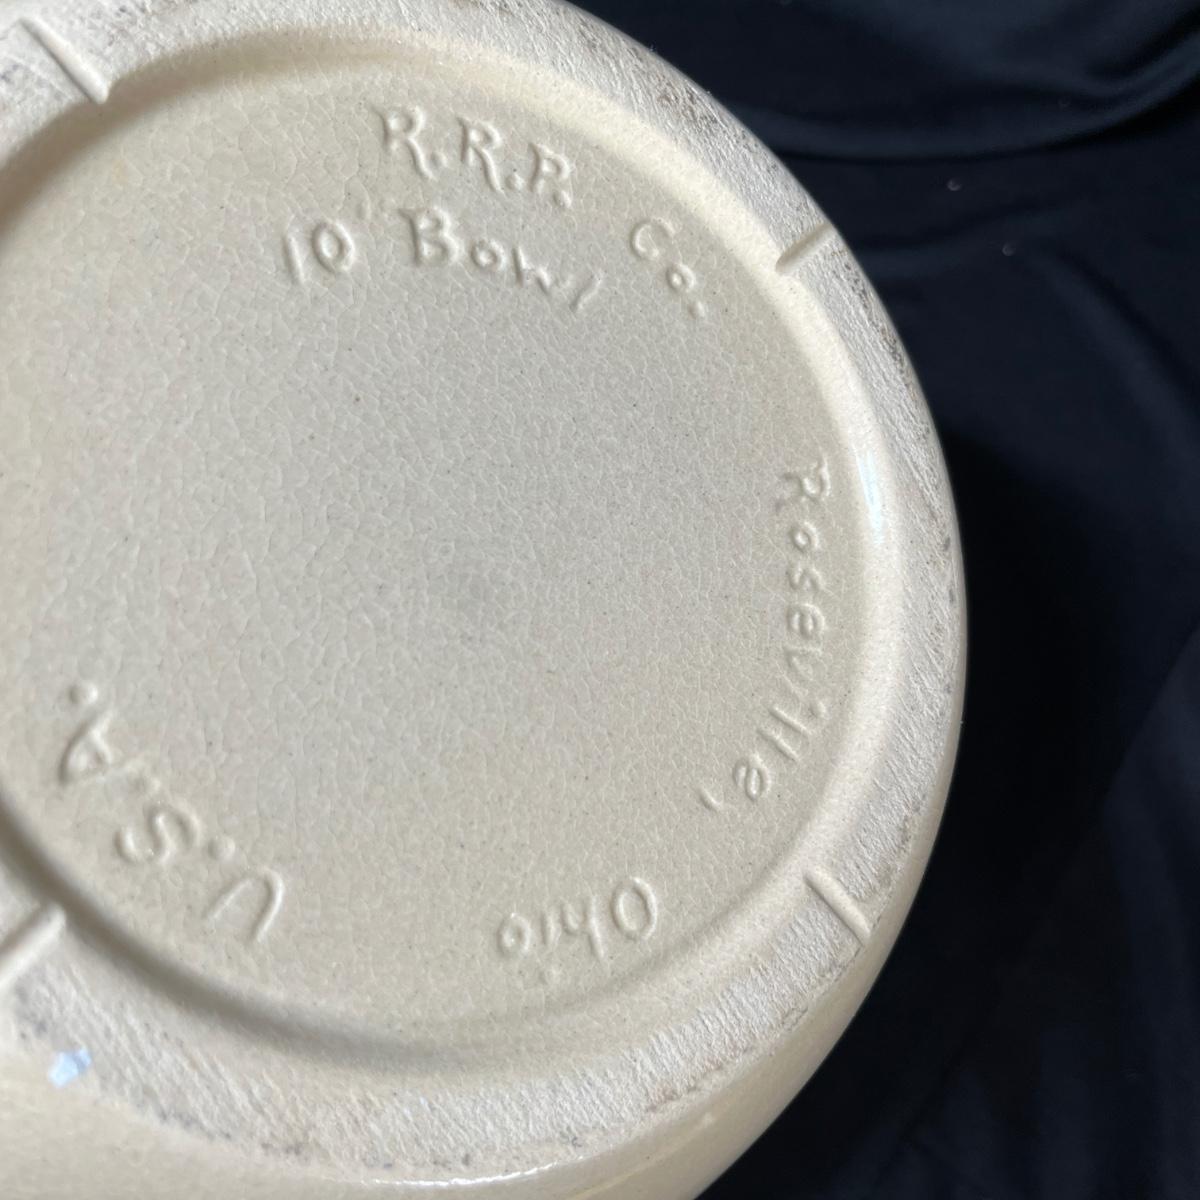 R.R.P. Co.
10" Bowl
Roseville,
Ohio
U.S.A.